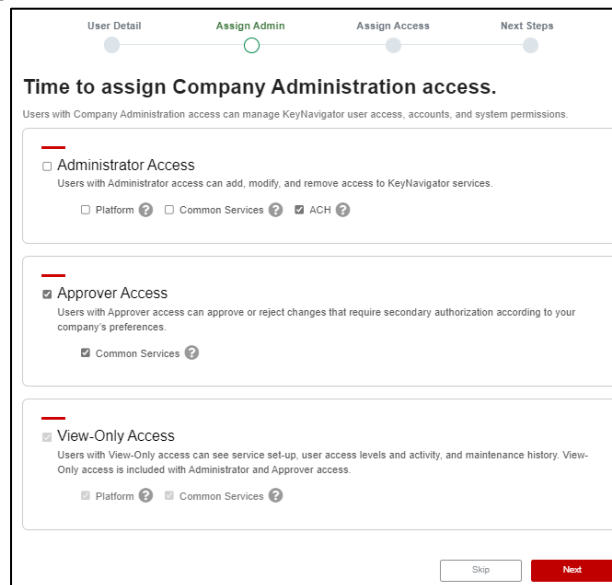 User Detail Assign Admin Assign Access Next Steps
Time to assign Company Administration access.
Users with Company Administration access can manage KeyNavigator user access, accounts, and system permissions.
Administrator Access
Users with Administrator access can add, modify, and remove access to KeyNavigator services.
Platform ? Common Services ? ACH ?
Approver Access
Users with Approver access can approve or reject changes that require secondary authorization according to your
company's preferences.
Common Services ?
View-Only Access
Users with View-Only access can see service set-up, user access levels and activity, and maintenance history. View-
Only access is included with Administrator and Approver access.
Platform ? Common Services ?
Skip Next